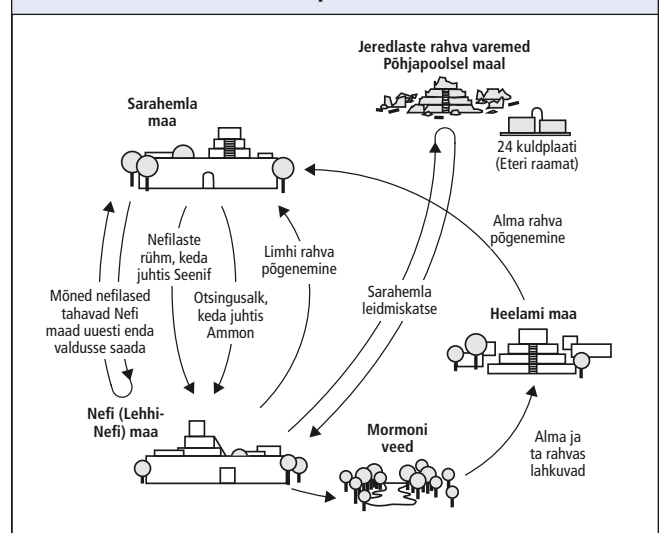 Jeredlaste rahva varemed
Põhjapoolsel maal
Sarahemla
maa
24 kuldplaati
(Eteri raamat)
Alma rahva
põgenemine
Nefilaste
rühm, keda
juhtis Seenif
Limhi rahva
põgenemine
Mõned nefilased
tahavad Nefi
maad uuesti enda
valdusse saada
Otsingusalk,
keda juhtis
Ammon
Sarahemla
leidmiskatse
Heelami maa
Nefi (Lehhi-
Nefi) maa
Mormoni
veed
Alma ja
ta rahvas
lahkuvad